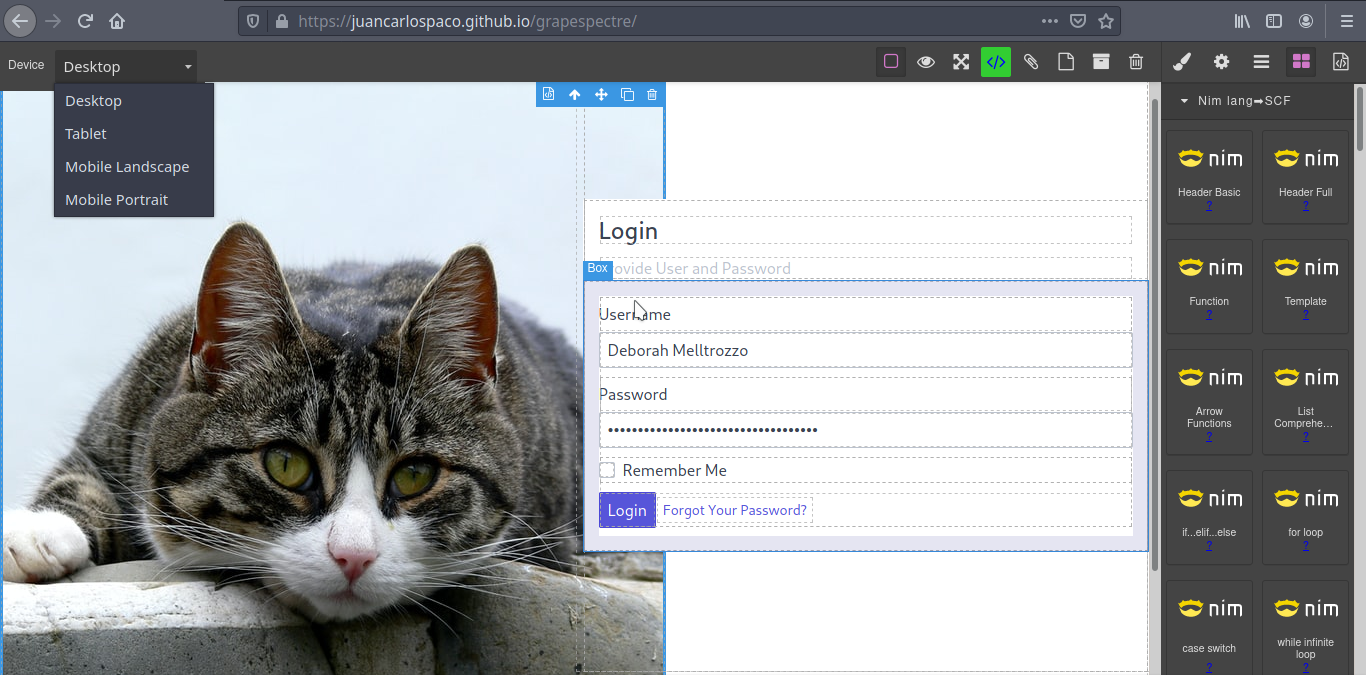 https://juancarlospaco.github.io/grapespectre/
Device
Desktop
Desktop
Tablet
Mobile Landscape
Mobile Portrait
Login
Box
ovide User and Password
Username
Deborah Melltrozzo
Password
•••••••••••••••••••••••••••••••••••
Remember Me
Login Forgot Your Password?
Nim lang➡SCF
nim
Header Basic
?
nim
Header Full
?
nim
Function
?
nim
Template
?
nim
Arrow
Functions
?
nim
List
Comprehe...
?
nim
if...elif...else
?
nim
for loop
?
nim
case switch
?
nim
while infinite
loop
?